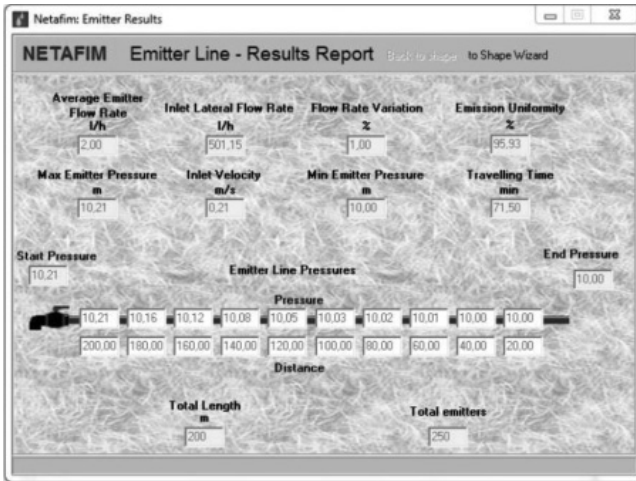 Netafim: Emitter Results
NETAFIM Emitter Line - Results Report Back to shape to Shape Wizard
Average Emitter Flow Rate l/h
Inlet Lateral Flow Rate l/h
Flow Rate Variation %
Emission Uniformity %
2,00 501,15 1,00 95,93
Max Emitter Pressure m
Inlet Velocity m/s
Min Emitter Pressure m
Travelling Time min
10,21 0,21 10,00 71,50
Start Pressure
10,21
Emitter Line Pressures
End Pressure
10,00
Pressure
10,21 10,16 10,12 10,08 10,05 10,03 10,02 10,01 10,00 10,00
200,00 180,00 160,00 140,00 120,00 100,00 80,00 60,00 40,00 20,00
Distance
Total Length m
200
Total emitters
250